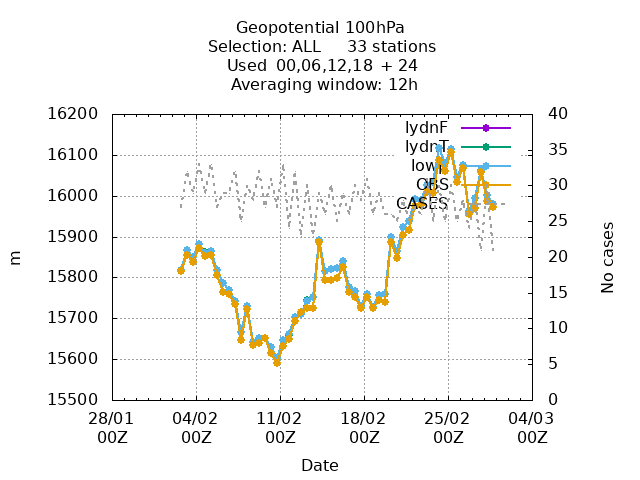 Geopotential 100hPa
Selection: ALL 33 stations
Used 00,06,12,18 + 24
Averaging window: 12h
16200
16100
16000
15900
15800
15700
15600
15500
m
40
35
30
25
20
15
10
5
0
No cases
lydnF
lydnT
OBS
CASES
28/01 04/02 11/02 18/02 25/02 04/03
00Z 00Z 00Z 00Z 00Z 00Z
Date